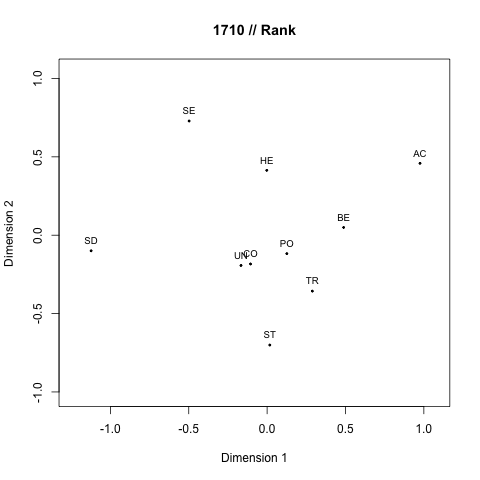 1710 // Rank
1.0
SE
HE
AC
0.5
BE
Dimension 2
0.0
SD
PO
UN
CO
TR
-0.5
ST
-1.0
-1.0 -0.5 0.0 0.5 1.0
Dimension 1